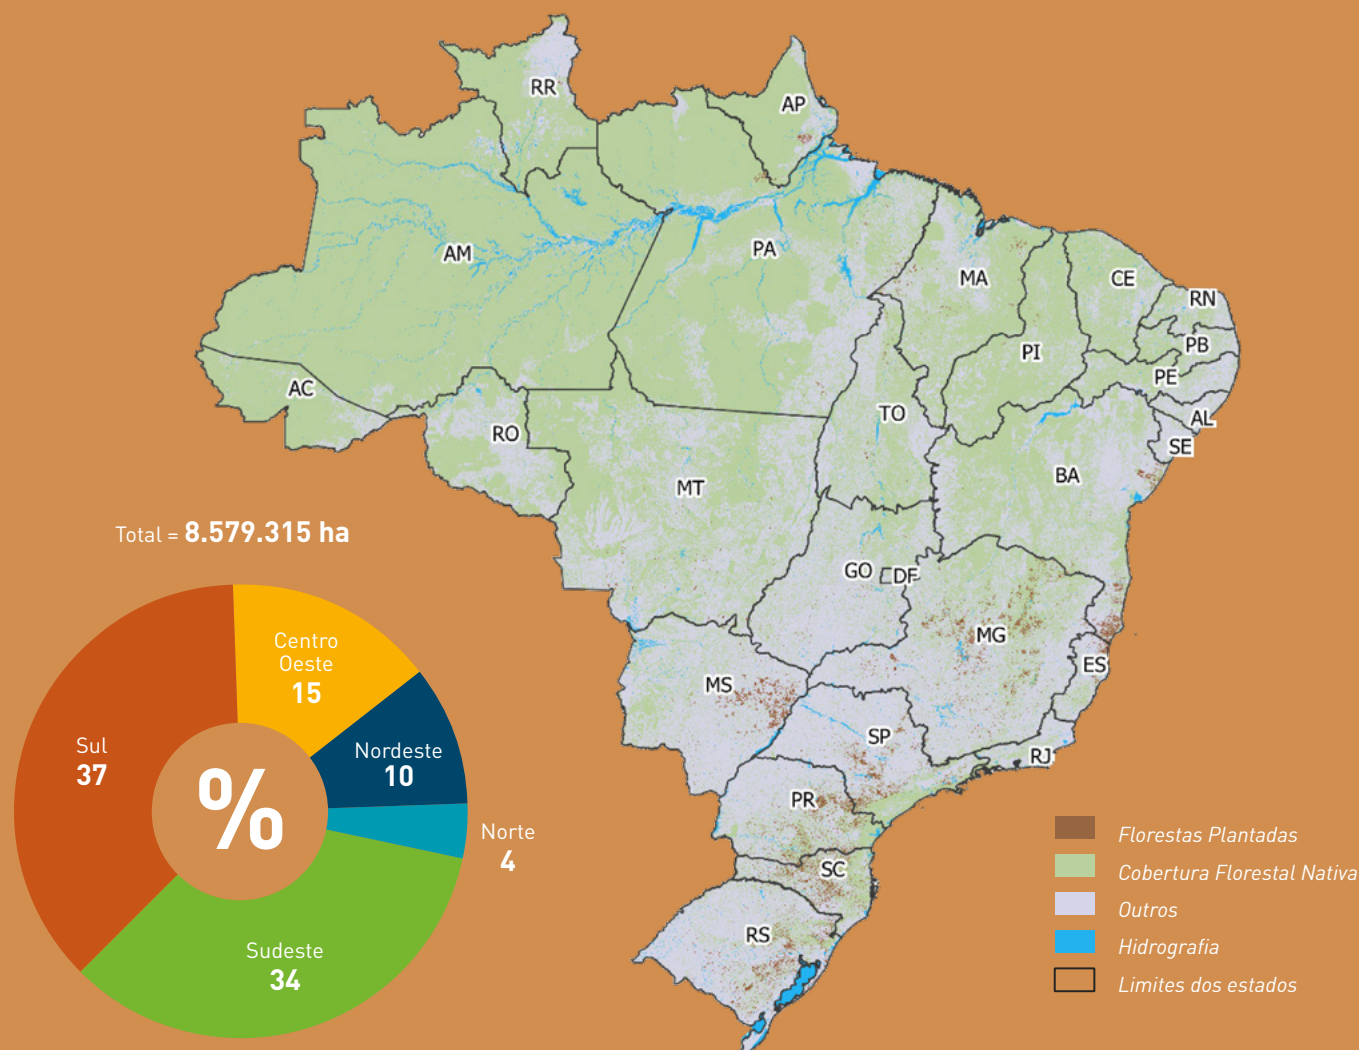 RR
AP
AM
PA
MA
CE
RN
PB
PI
PE
AC
TO
AL
RO
SE
BA
MT
GO
DF
MG
ES
MS
SP
RJ
PR
SC
RS
Total = 8.579.315 ha
Centro
Oeste
15
Nordeste
10
Norte
4
Sudeste
34
Sul
37
%
Florestas Plantadas
Cobertura Florestal Nativa
Outros
Hidrografia
Limites dos estados